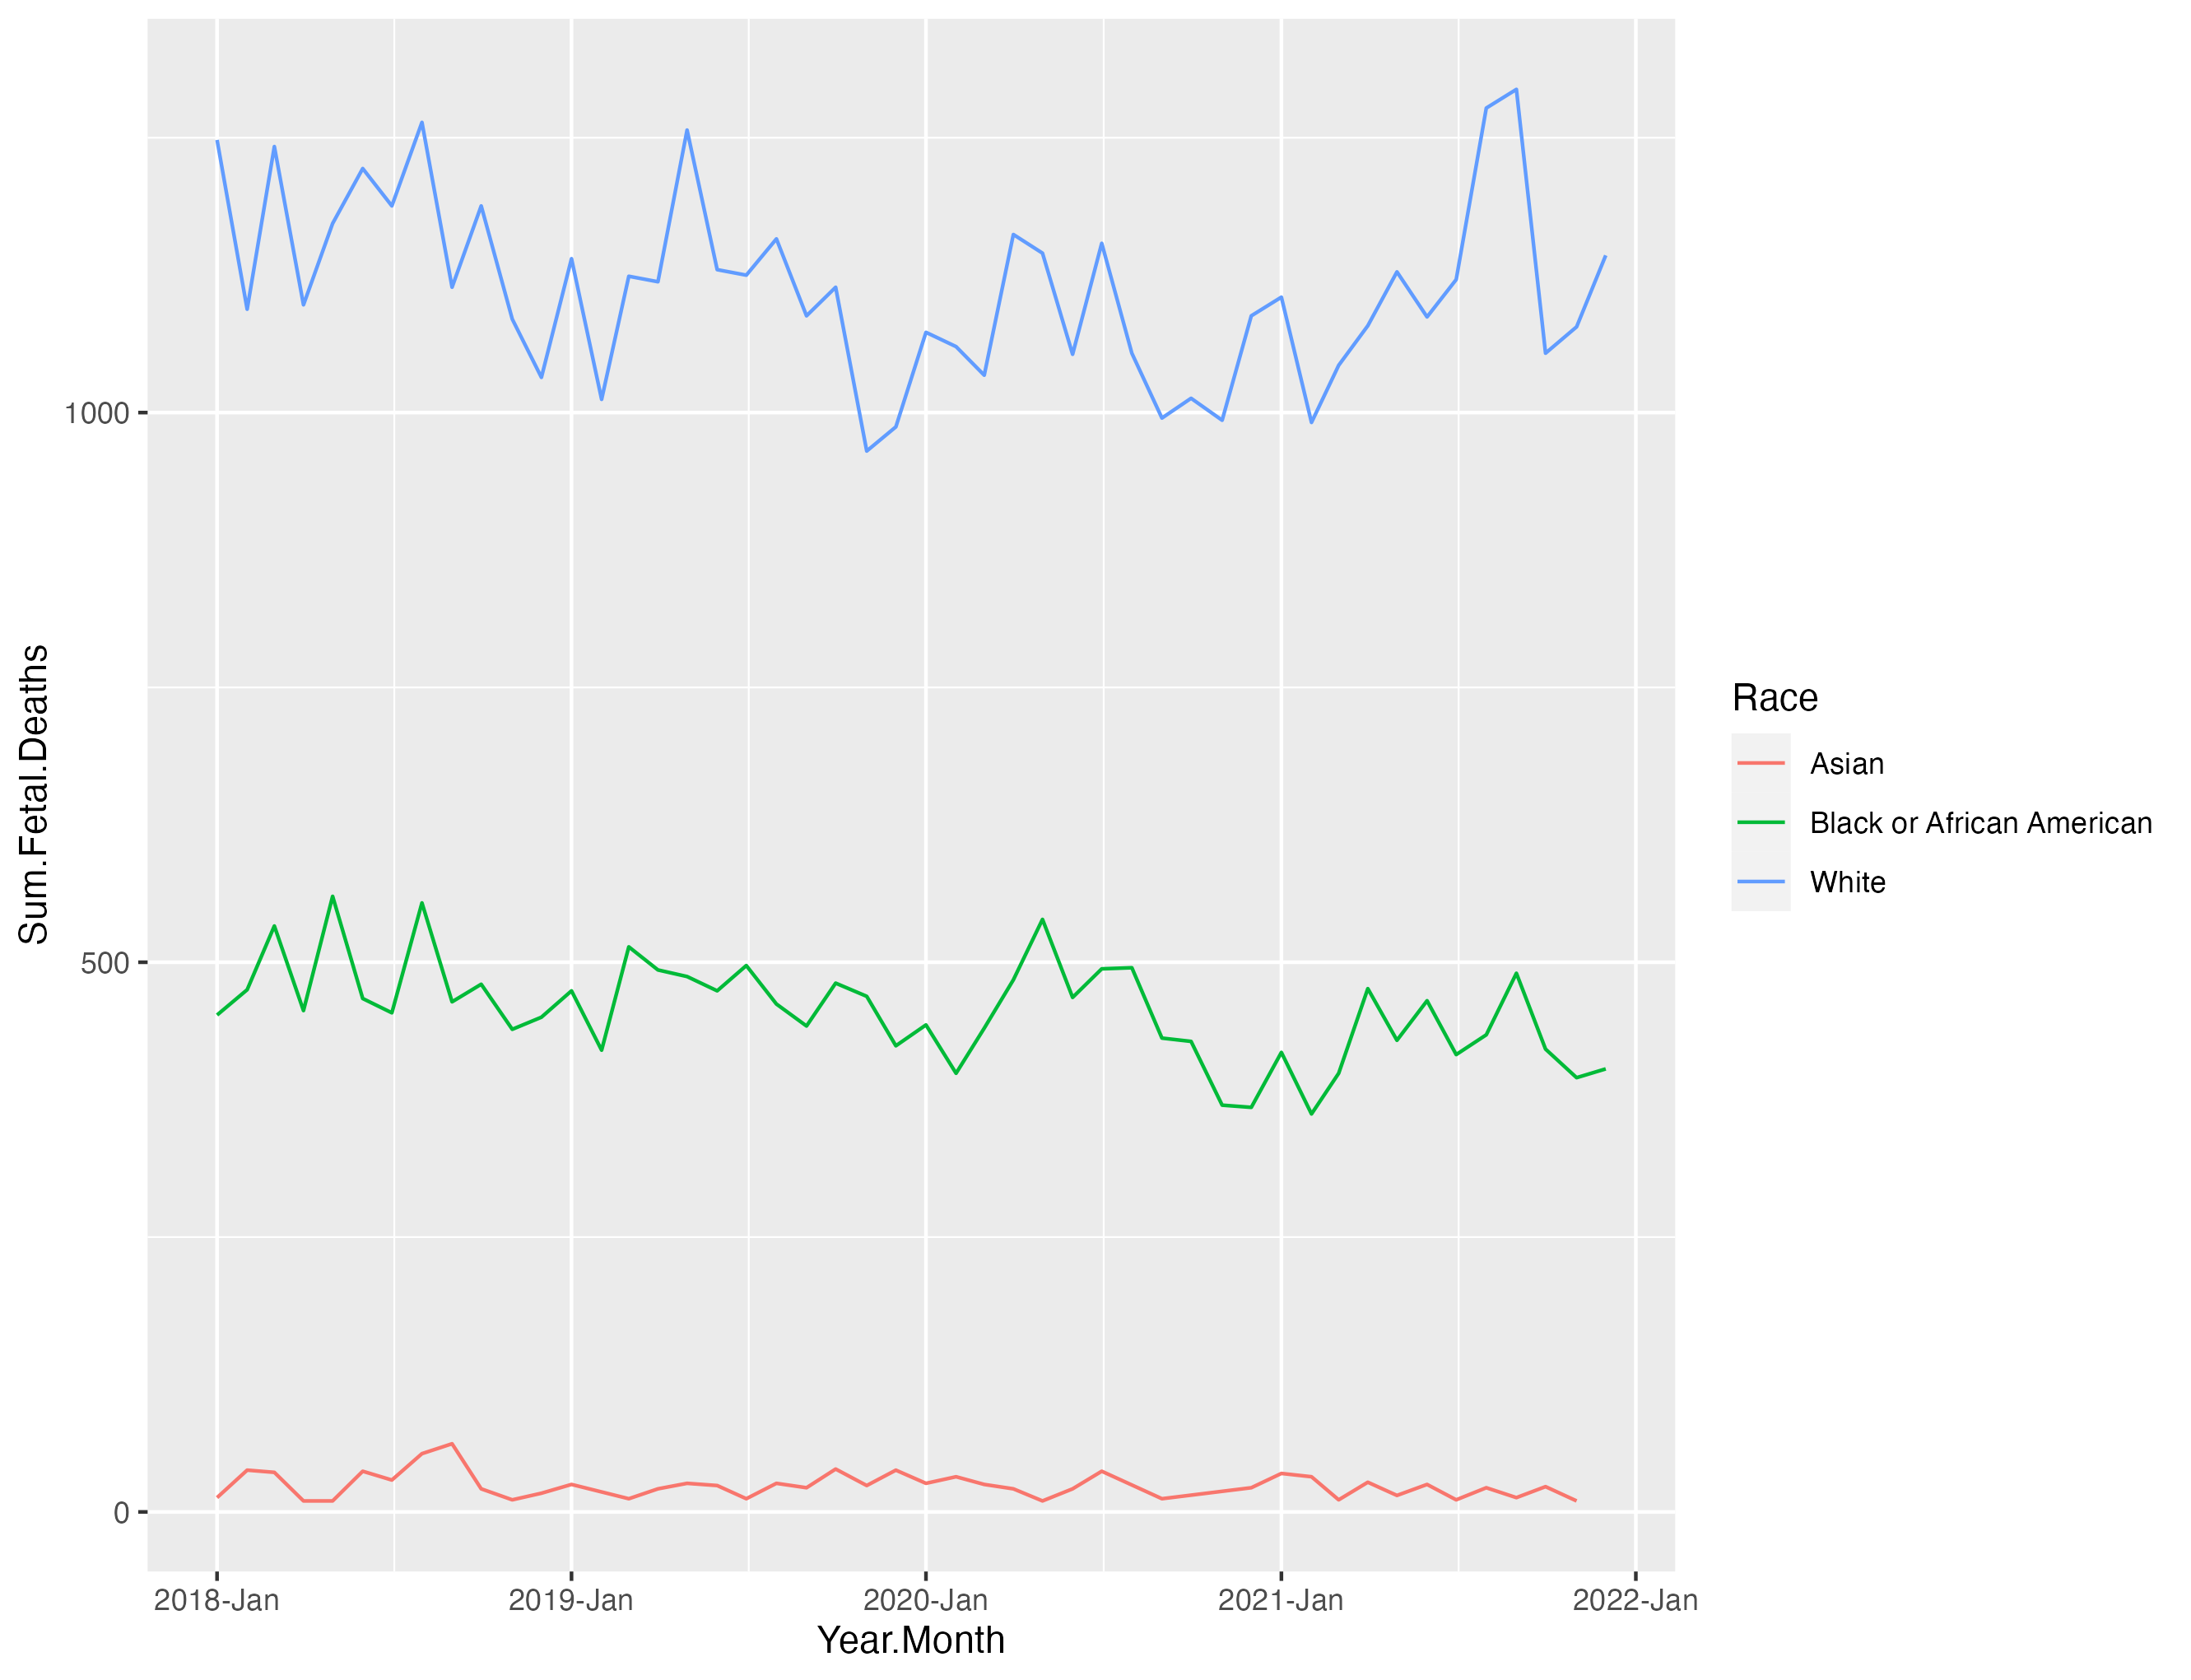 Sum.Fetal.Deaths
1000
500
0
2018-Jan
2019-Jan
2020-Jan
2021-Jan
2022-Jan
Year.Month
Race
Asian
Black or African American
White